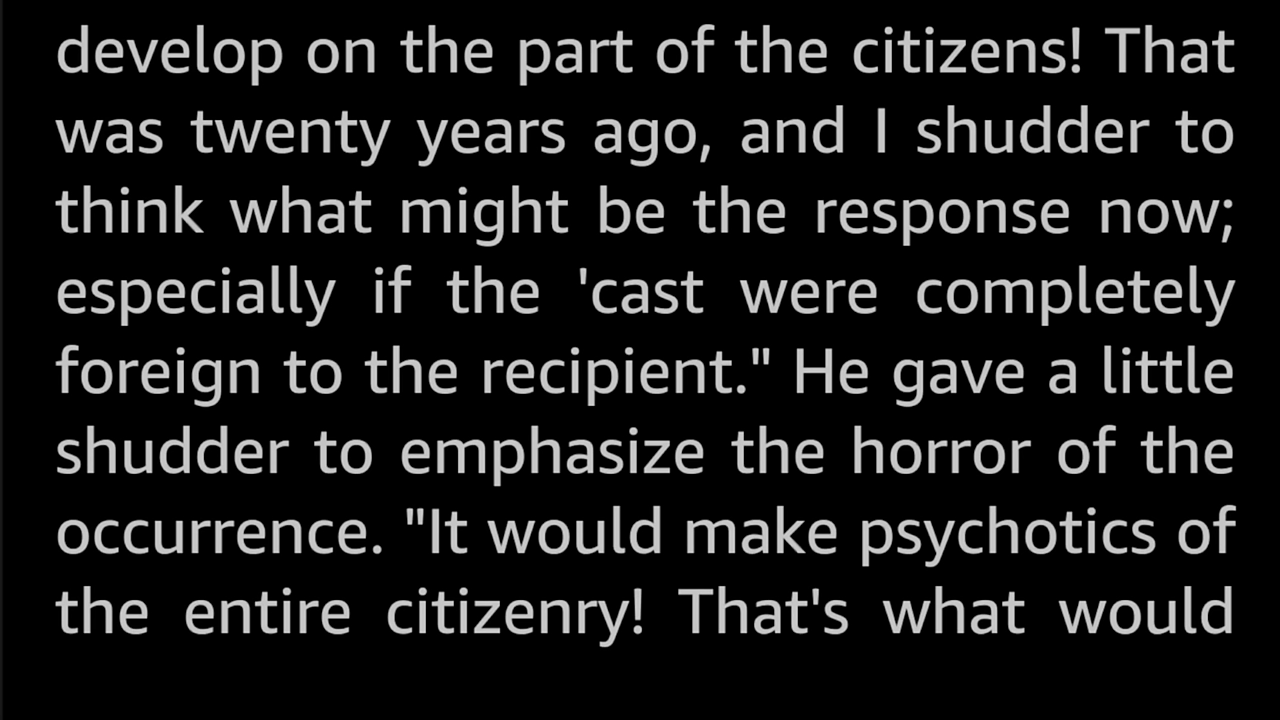 develop on the part of the citizens! That
was twenty years ago, and I shudder to
think what might be the response now;
especially if the 'cast were completely
foreign to the recipient." He gave a little
shudder to emphasize the horror of the
occurrence. "It would make psychotics of
the entire citizenry! That's what would